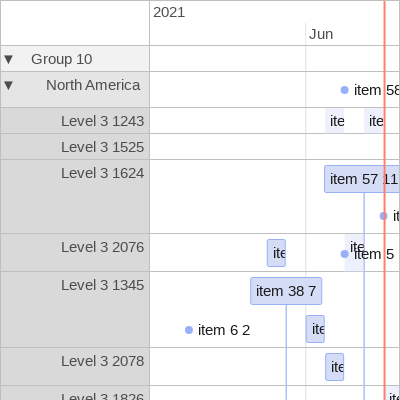 2021
Jun
▼ Group 10
▼ North America
item 58
Level 3 1243
ite
ite
Level 3 1525
Level 3 1624
item 57 11
it
Level 3 2076
ite
ite
item 5
Level 3 1345
item 38 7
item 6 2
ite
Level 3 2078
ite
Level 3 1826
ite